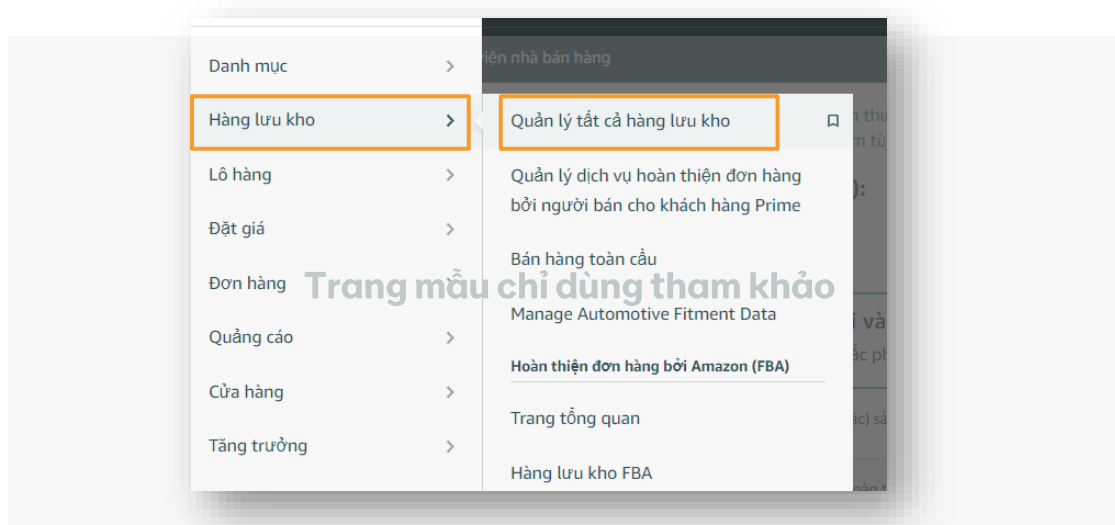 Danh mục
Hàng lưu kho
Lô hàng
Đặt giá
Đơn hàng
Quảng cáo
Cửa hàng
Tăng trưởng
nhà bán hàng
Quản lý tất cả hàng lưu kho
Quản lý dịch vụ hoàn thiện đơn hàng
bởi người bán cho khách hàng Prime
Bán hàng toàn cầu
Trang mẫu chỉ dùng tham khảo
Manage Automotive Fitment Data
Hoàn thiện đơn hàng bởi Amazon (FBA)
Trang tổng quan
Hàng lưu kho FBA